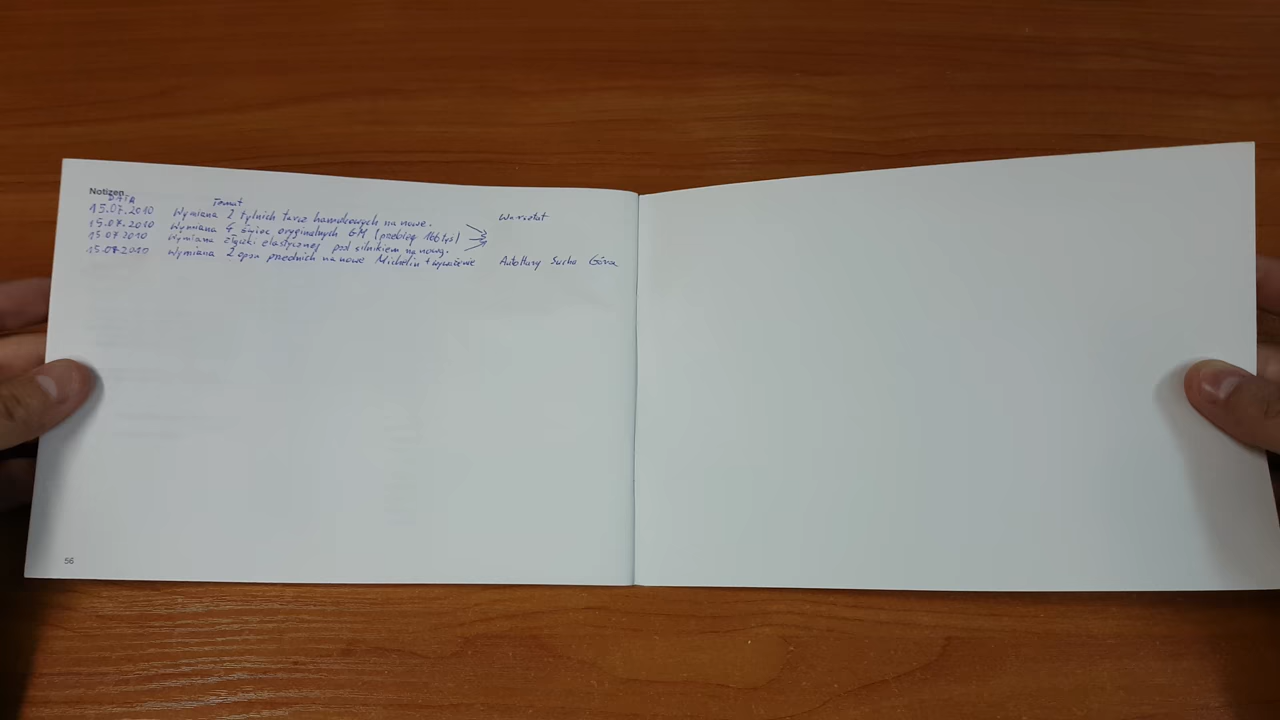 Notizen
DATA Temat
15.07.2010 Wymiana 2 tylnich tarcz hamulcowych na nowe. Warsztat
15.07.2010 Wymiana 4 świec oryginalnych GM (przebieg 166 tyś)
15.07.2010 Wymiana złączki elastycznej pod silnikiem na nową.
15.07.2010 Wymiana 2 opon przednich na nowe Michelin + wyważenie Sucha Góra
56